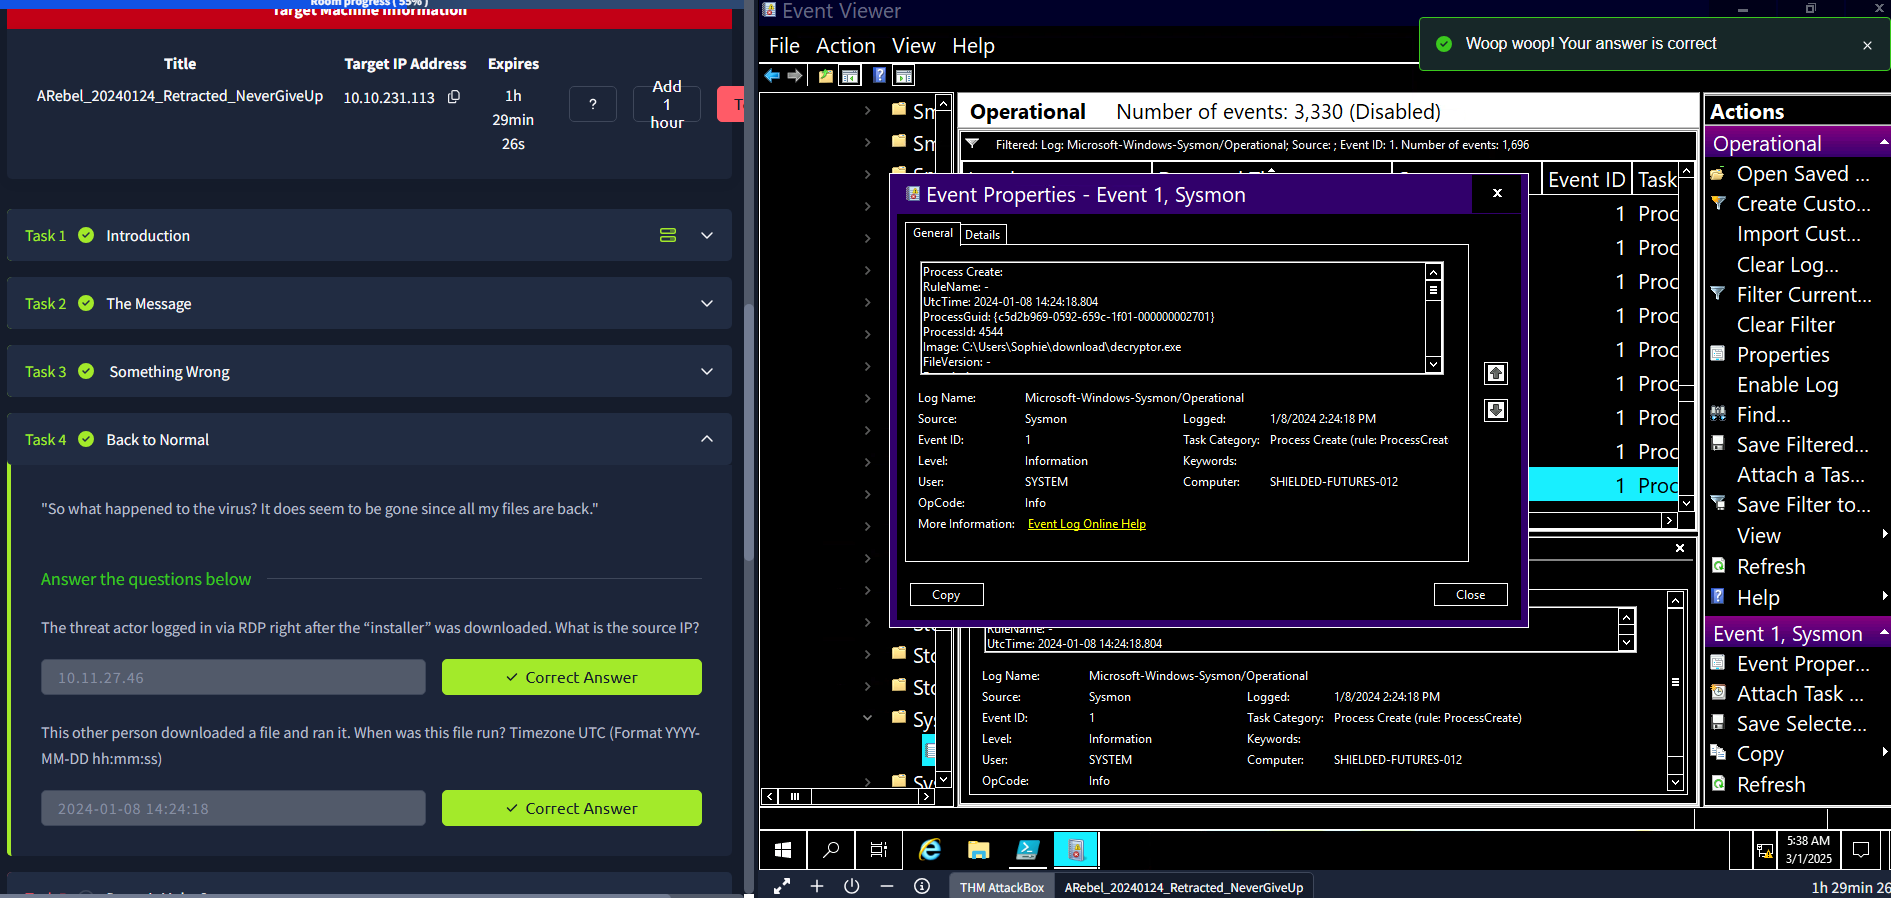 Room progress ( 55% )
Target Machine Information
Title
Target IP Address
Expires
ARebel_20240124_Retracted_NeverGiveUp
10.10.231.113
1h
29min
26s
?
Add
1
hour
Task 1
Introduction
Task 2
The Message
Task 3
Something Wrong
Task 4
Back to Normal
"So what happened to the virus? It does seem to be gone since all my files are back."
Answer the questions below
The threat actor logged in via RDP right after the “installer” was downloaded. What is the source IP?
10.11.27.46
Correct Answer
This other person downloaded a file and ran it. When was this file run? Timezone UTC (Format YYYY-
MM-DD hh:mm:ss)
2024-01-08 14:24:18
Correct Answer
Event Viewer
File Action View Help
Woop woop! Your answer is correct
Sm
Sm
Operational Number of events: 3,330 (Disabled)
Filtered: Log: Microsoft-Windows-Sysmon/Operational; Source: ; Event ID: 1. Number of events: 1,696
Event ID Task
1 Proc
1 Proc
1 Proc
1 Proc
1 Proc
1 Proc
1 Proc
1 Proc
1 Proc
Event Properties - Event 1, Sysmon
General
Details
Process Create:
RuleName: -
UtcTime: 2024-01-08 14:24:18.804
ProcessGuid: {c5d2b969-0592-659c-1f01-000000002701}
ProcessId: 4544
Image: C:\Users\Sophie\download\decryptor.exe
FileVersion: -
Log Name: Microsoft-Windows-Sysmon/Operational
Source: Sysmon Logged: 1/8/2024 2:24:18 PM
Event ID: 1 Task Category: Process Create (rule: ProcessCreat
Level: Information Keywords:
User: SYSTEM Computer: SHIELDED-FUTURES-012
OpCode: Info
More Information: Event Log Online Help
Copy
Close
Sto
Sto
Sy
Sy
RuleName: -
UtcTime: 2024-01-08 14:24:18.804
Log Name: Microsoft-Windows-Sysmon/Operational
Source: Sysmon Logged: 1/8/2024 2:24:18 PM
Event ID: 1 Task Category: Process Create (rule: ProcessCreate)
Level: Information Keywords:
User: SYSTEM Computer: SHIELDED-FUTURES-012
OpCode: Info
Actions
Operational
Open Saved ...
Create Custo...
Import Cust...
Clear Log...
Filter Current...
Clear Filter
Properties
Enable Log
Find...
Save Filtered...
Attach a Tas...
Save Filter to...
View
Refresh
Help
Event 1, Sysmon
Event Proper...
Attach Task ...
Save Selecte...
Copy
Refresh
5:38 AM
3/1/2025
THM AttackBox
ARebel_20240124_Retracted_NeverGiveUp
1h 29min 26